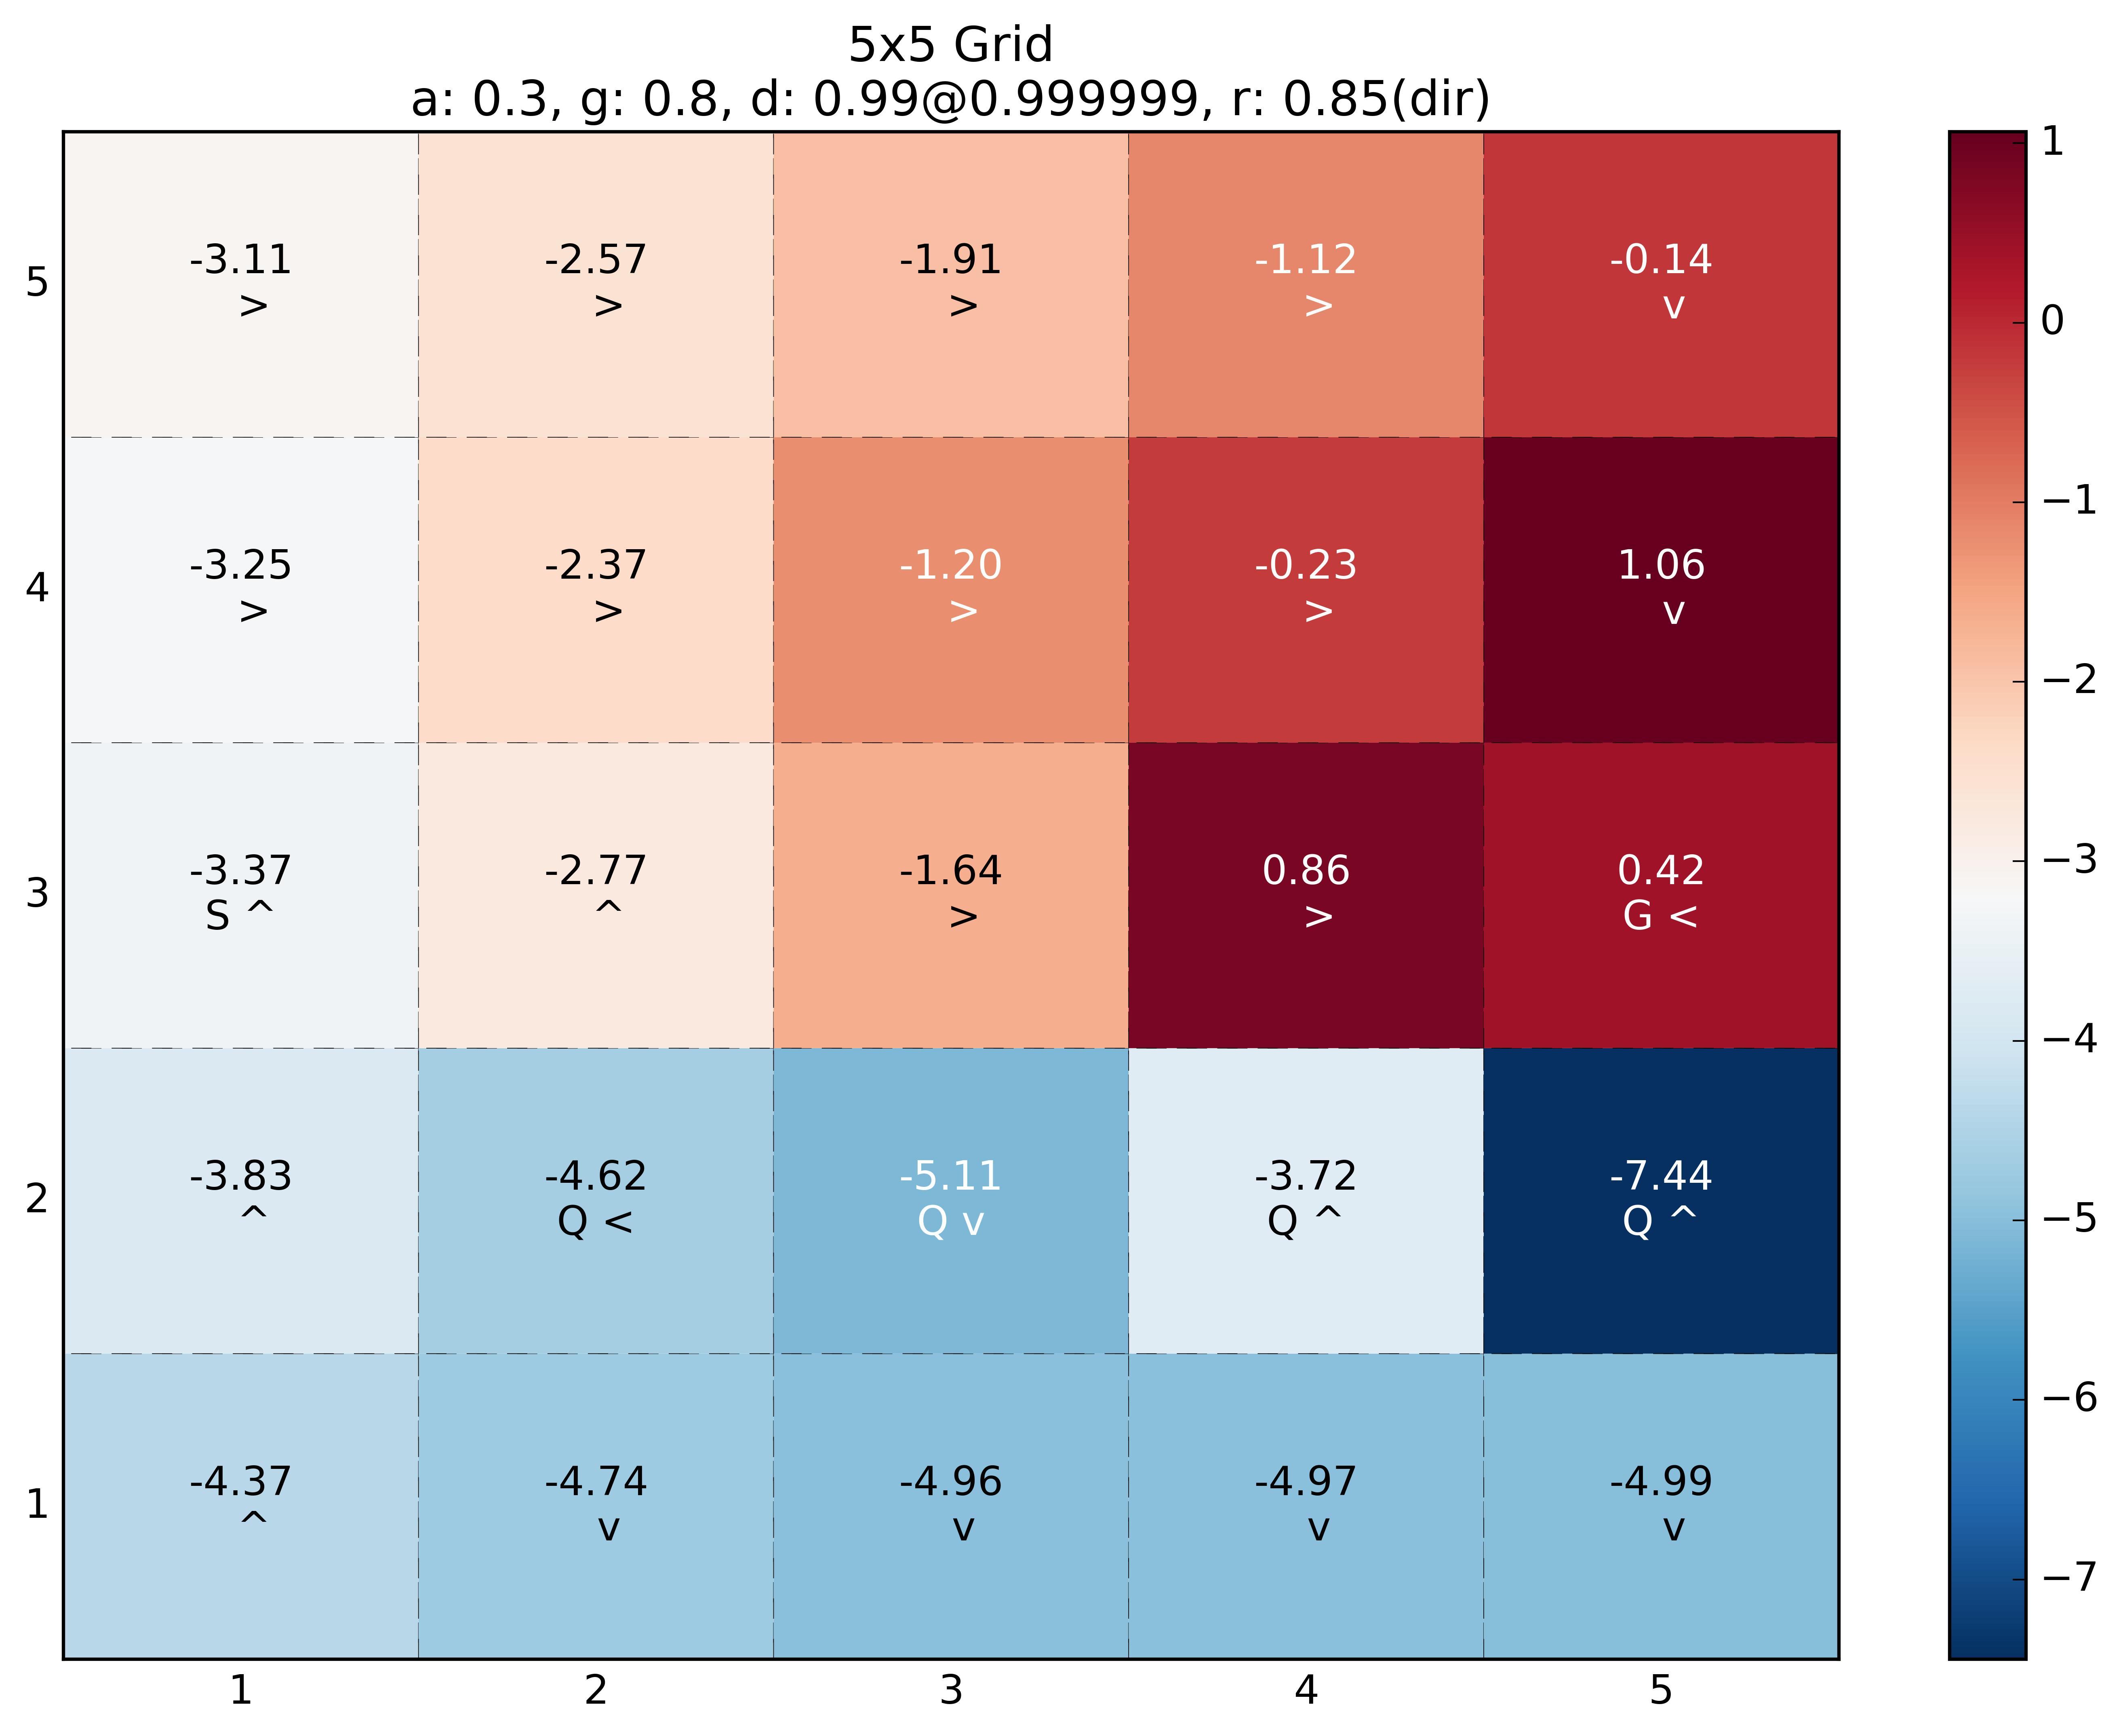 5x5 Grid
a: 0.3, g: 0.8, d: 0.99@0.999999, r: 0.85(dir)
5 -3.11 -2.57 -1.91 -1.12 -0.14 1
> > > > v 0
4 -3.25 -2.37 -1.20 -0.23 1.06 −1
> > > > v −2
3 -3.37 -2.77 -1.64 0.86 0.42 −3
S ^ ^ > > G < −4
2 -3.83 -4.62 -5.11 -3.72 -7.44 −5
^ Q < Q v Q ^ Q ^
1 -4.37 -4.74 -4.96 -4.97 -4.99 −6
^ v v v v −7
1 2 3 4 5